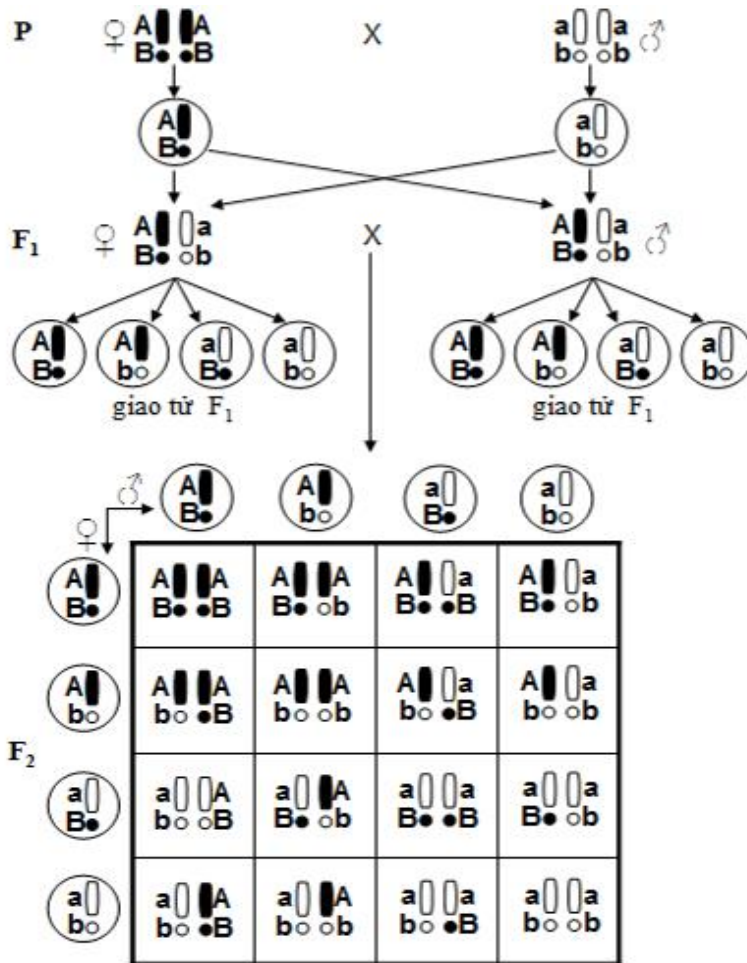 P ♀ A A X a a ♂
B B b b
A a
B b
F₁ ♀ A a X A a ♂
B b B b
A A a a A A a a
B b B b B b B b
giao tử F₁ giao tử F₁
♂ A A a a
♀ B b B b
A A A A A A a A a
B B B B b B B B b
A A A A A A a A a
b b B b b b B b b
F₂
a a A a A a a a a
B b B B b B B B b
a a A a A a a a a
b b B b b b B b b